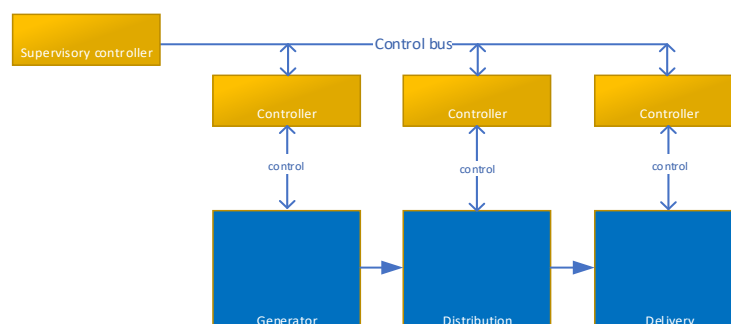 Supervisory controller
Control bus
Controller
Controller
Controller
control
control
control
Generator
Distribution
Delivery